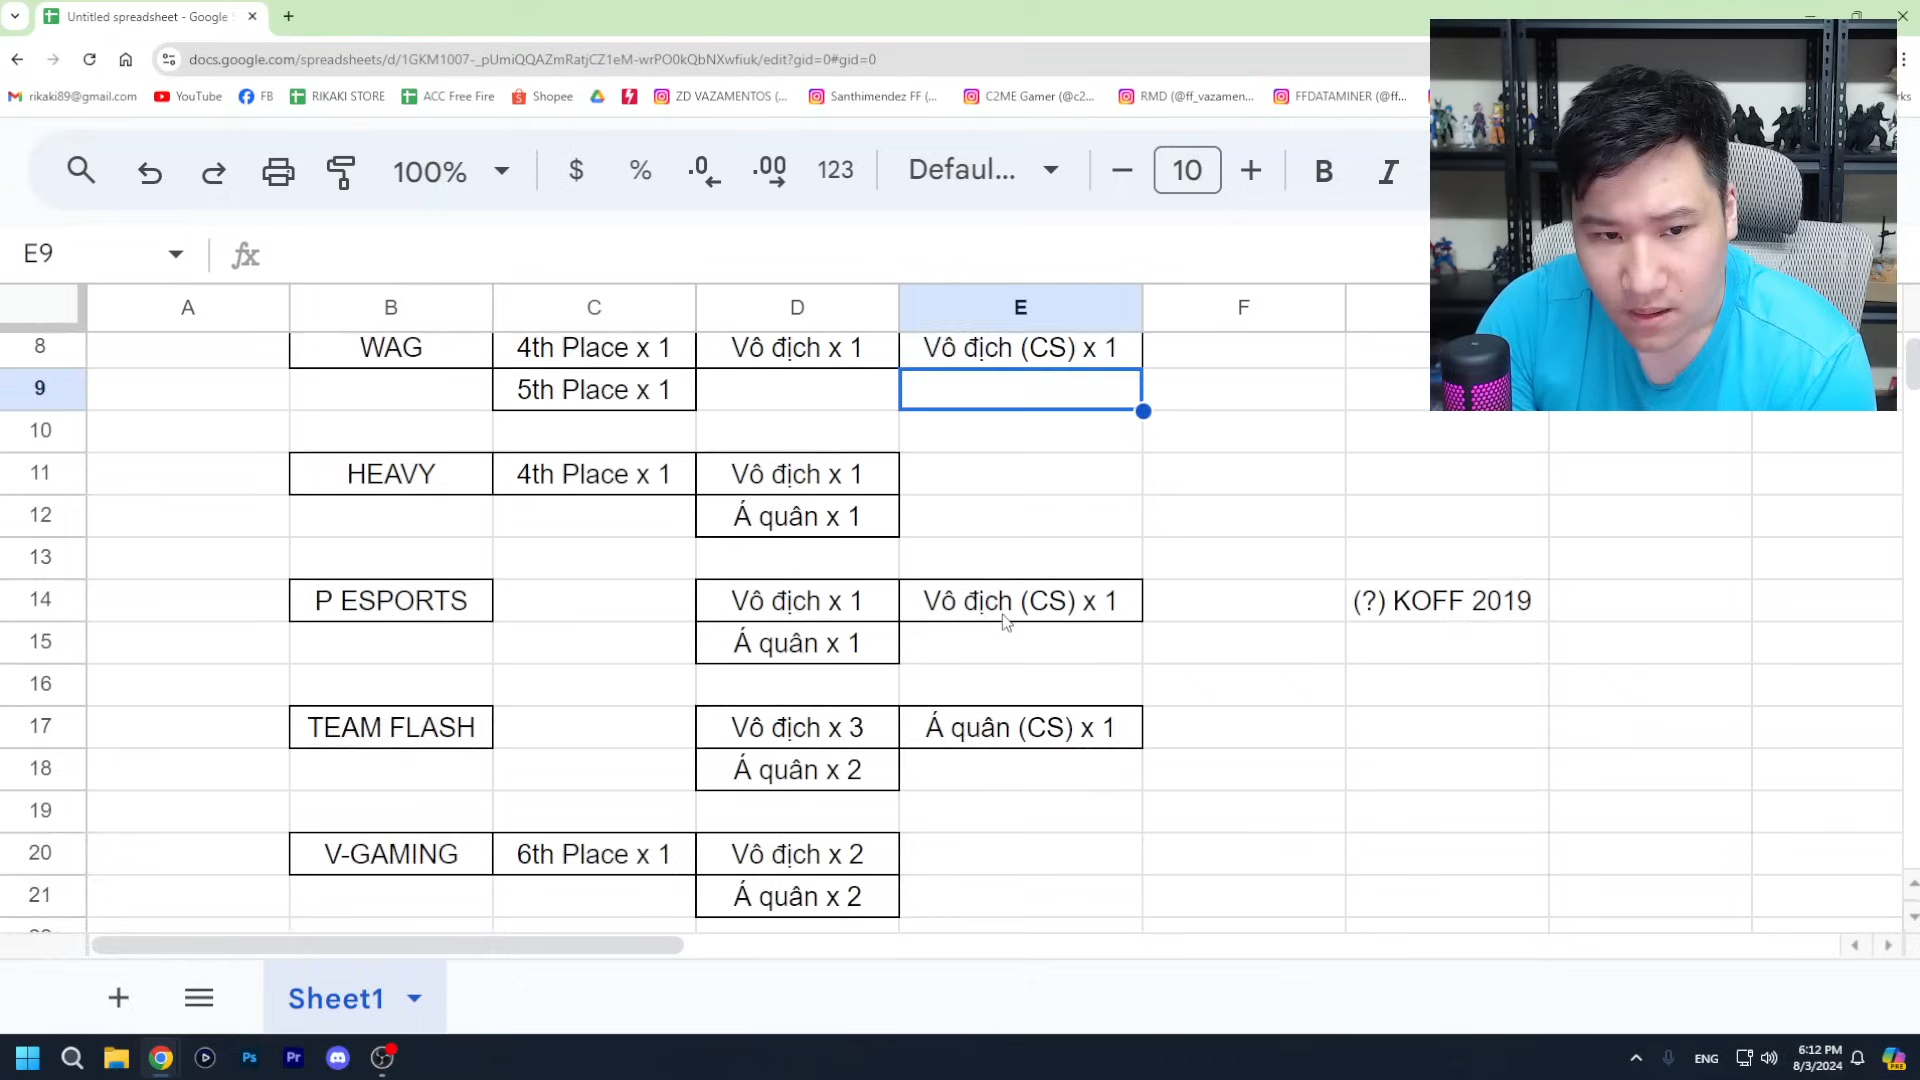 Untitled spreadsheet - Google
docs.google.com/spreadsheets/d/1GKM1007-_pUmiQQAZmRatjCZ1eM-wrPO0kQbNXwfiuk/edit?gid=0#gid=0
rikaki89@gmail.com YouTube FB RIKAKI STORE ACC Free Fire Shopee ZD VAZAMENTOS (... Santhimendez FF (... C2ME Gamer (@c2... RMD (@ff_vazamen... FFDATAMINER (@ff...
100% $ % .0 .00 123 Defaul... 10 B I
E9 fx
A B C D E F
8 WAG 4th Place x 1 Vô địch x 1 Vô địch (CS) x 1
9 5th Place x 1
10
11 HEAVY 4th Place x 1 Vô địch x 1
12 Á quân x 1
13
14 P ESPORTS Vô địch x 1 Vô địch (CS) x 1 (?) KOFF 2019
15 Á quân x 1
16
17 TEAM FLASH Vô địch x 3 Á quân (CS) x 1
18 Á quân x 2
19
20 V-GAMING 6th Place x 1 Vô địch x 2
21 Á quân x 2
Sheet1
Ps Pr ENG 6:12 PM
8/3/2024